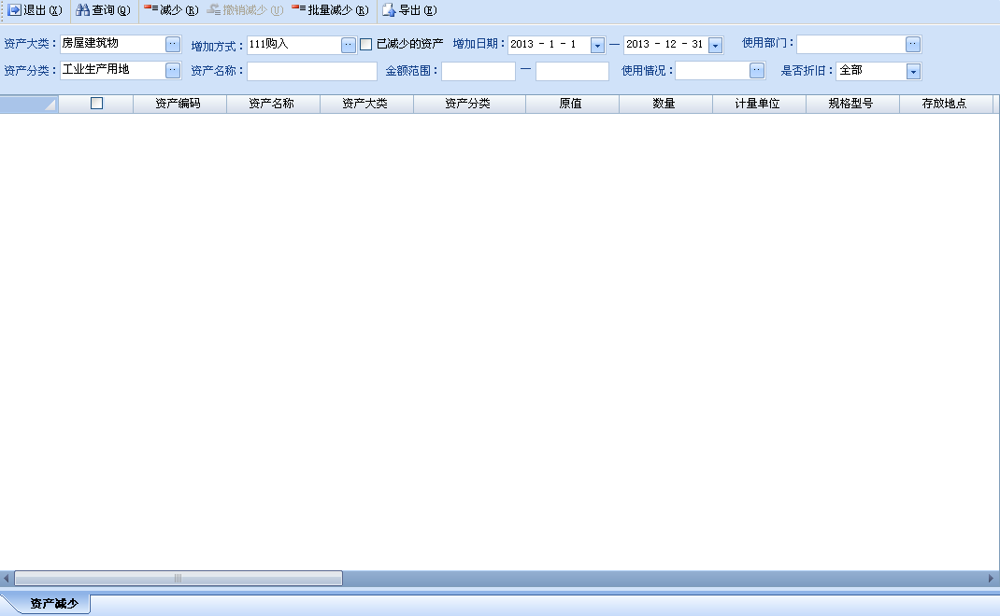 退出(X) 查询(Q) 减少(R) 撤销减少(U) 批量减少(R) 导出(E)
资产大类： 房屋建筑物 增加方式： 111购入 已减少的资产 增加日期： 2013 - 1 - 1 — 2013 - 12 - 31 使用部门：
资产分类： 工业生产用地 资产名称： 金额范围： — 使用情况： 是否折旧： 全部
资产编码 资产名称 资产大类 资产分类 原值 数量 计量单位 规格型号 存放地点
资产减少